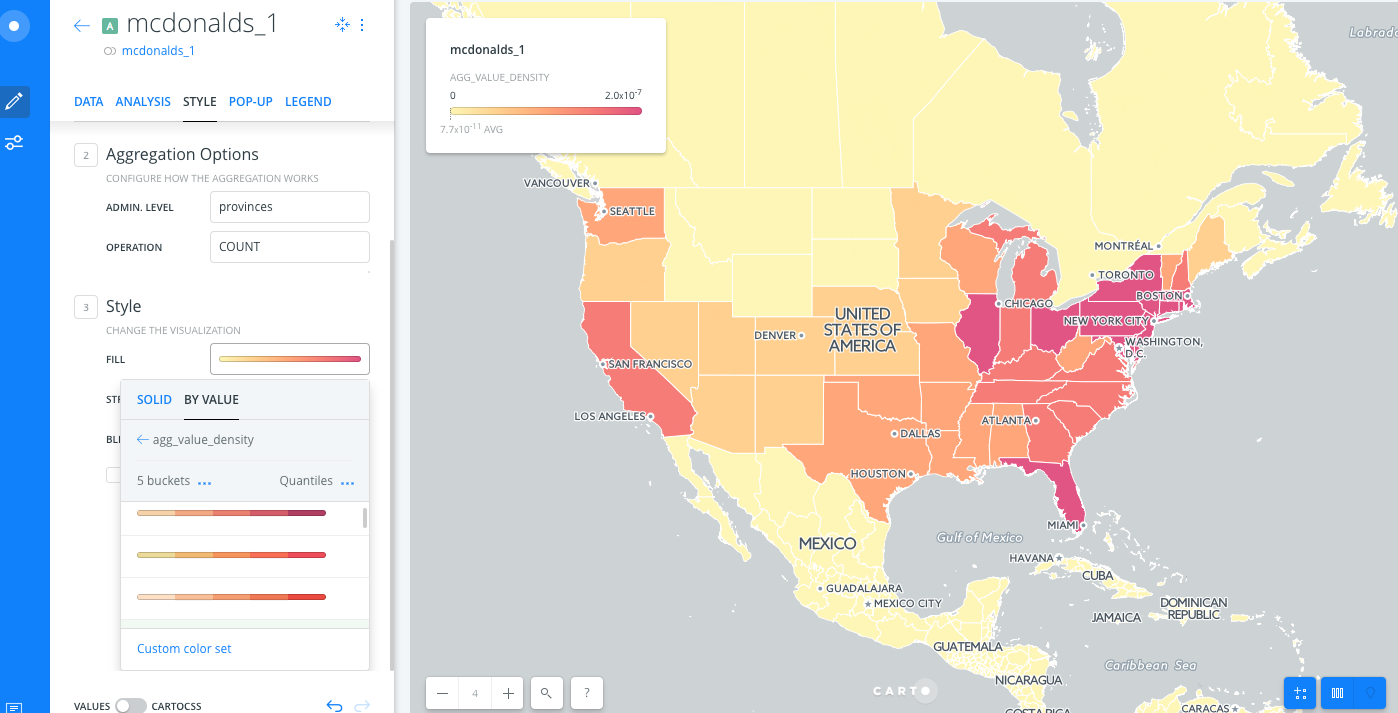 A mcdonalds_1
mcdonalds_1
DATA ANALYSIS STYLE POP-UP LEGEND
2 Aggregation Options
CONFIGURE HOW THE AGGREGATION WORKS
ADMIN. LEVEL provinces
OPERATION COUNT
3 Style
CHANGE THE VISUALIZATION
FILL
STR
SOLID BY VALUE
BLE
agg_value_density
5 buckets ... Quantiles ...
Custom color set
VALUES CARTOCSS
mcdonalds_1
AGG_VALUE_DENSITY
0 2.0x10-7
7.7x10-11 AVG
VANCOUVER
SEATTLE
MONTRÉAL
TORONTO
BOSTON
CHICAGO
NEW YORK CITY
UNITED
STATES OF
AMERICA
DENVER
WASHINGTON,
D.C.
SAN FRANCISCO
LOS ANGELES
ATLANTA
DALLAS
HOUSTON
MIAMI
Gulf of Mexico
MEXICO
HAVANA
CUBA
GUADALAJARA
MEXICO CITY
DOMINICAN
REPUBLIC
JAMAICA
GUATEMALA
Caribbean Sea
NICARAGUA
CARTO
COSTA RICA
CARACAS
− 4 + ?